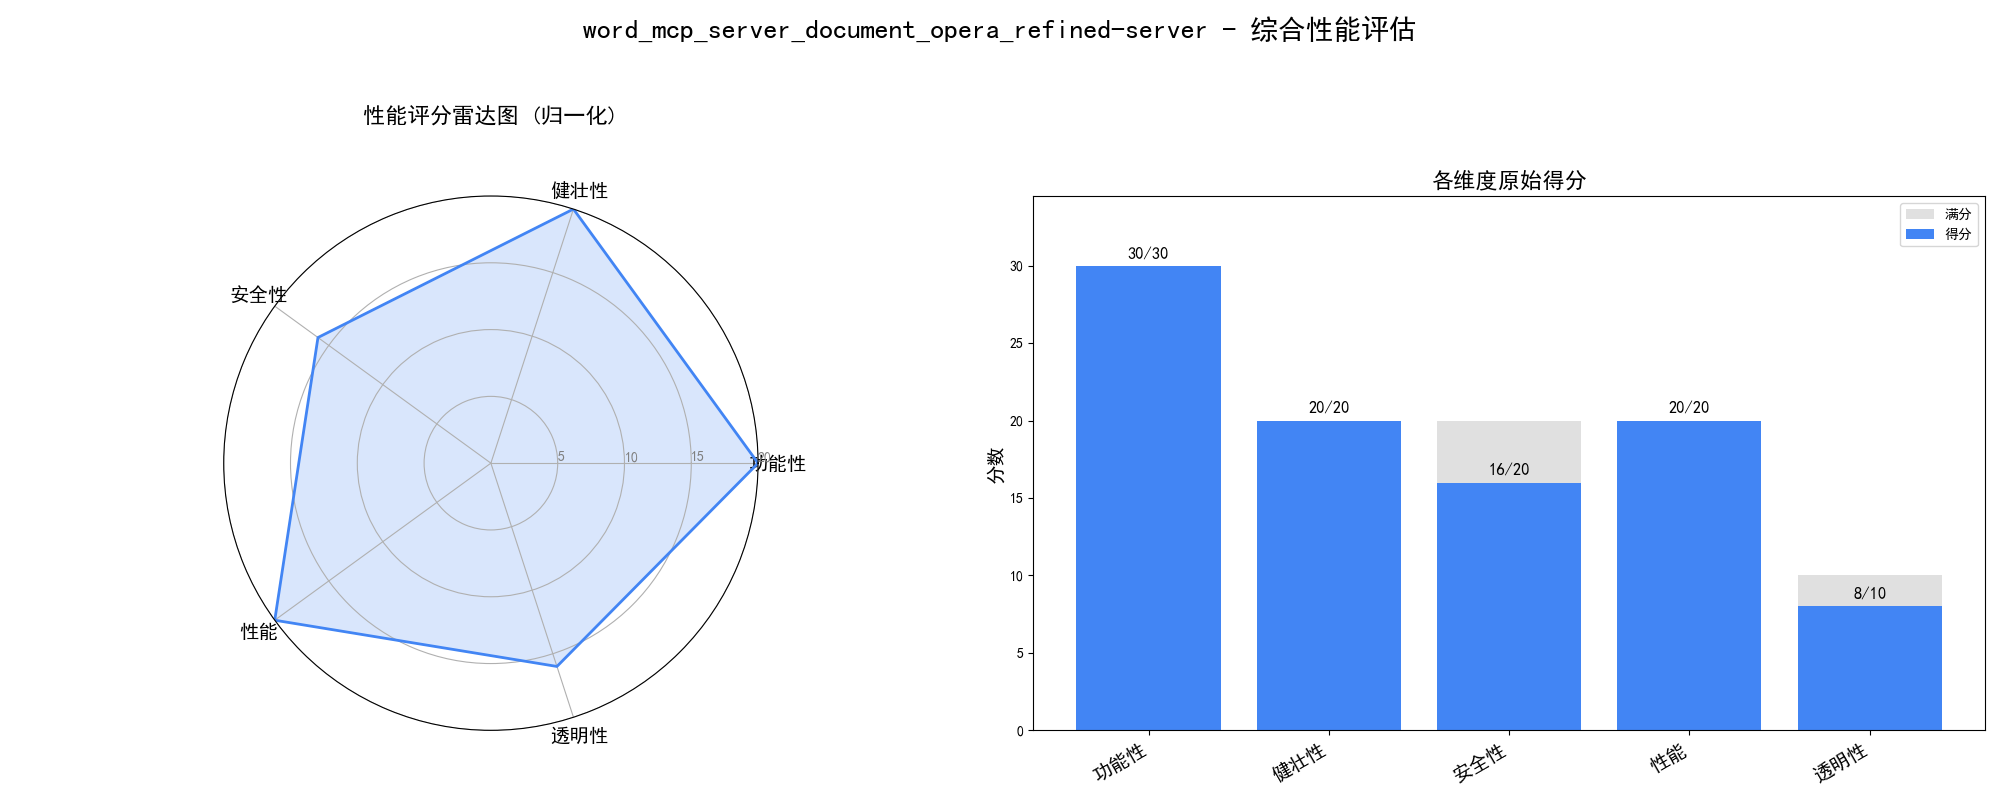 word_mcp_server_document_opera_refined-server - 综合性能评估
性能评分雷达图 (归一化)
健壮性
安全性
功能性
性能
透明性
5
10
15
20
各维度原始得分
满分
得分
分数
30
25
20
15
10
5
0
30/30
20/20
16/20
20/20
8/10
功能性
健壮性
安全性
性能
透明性